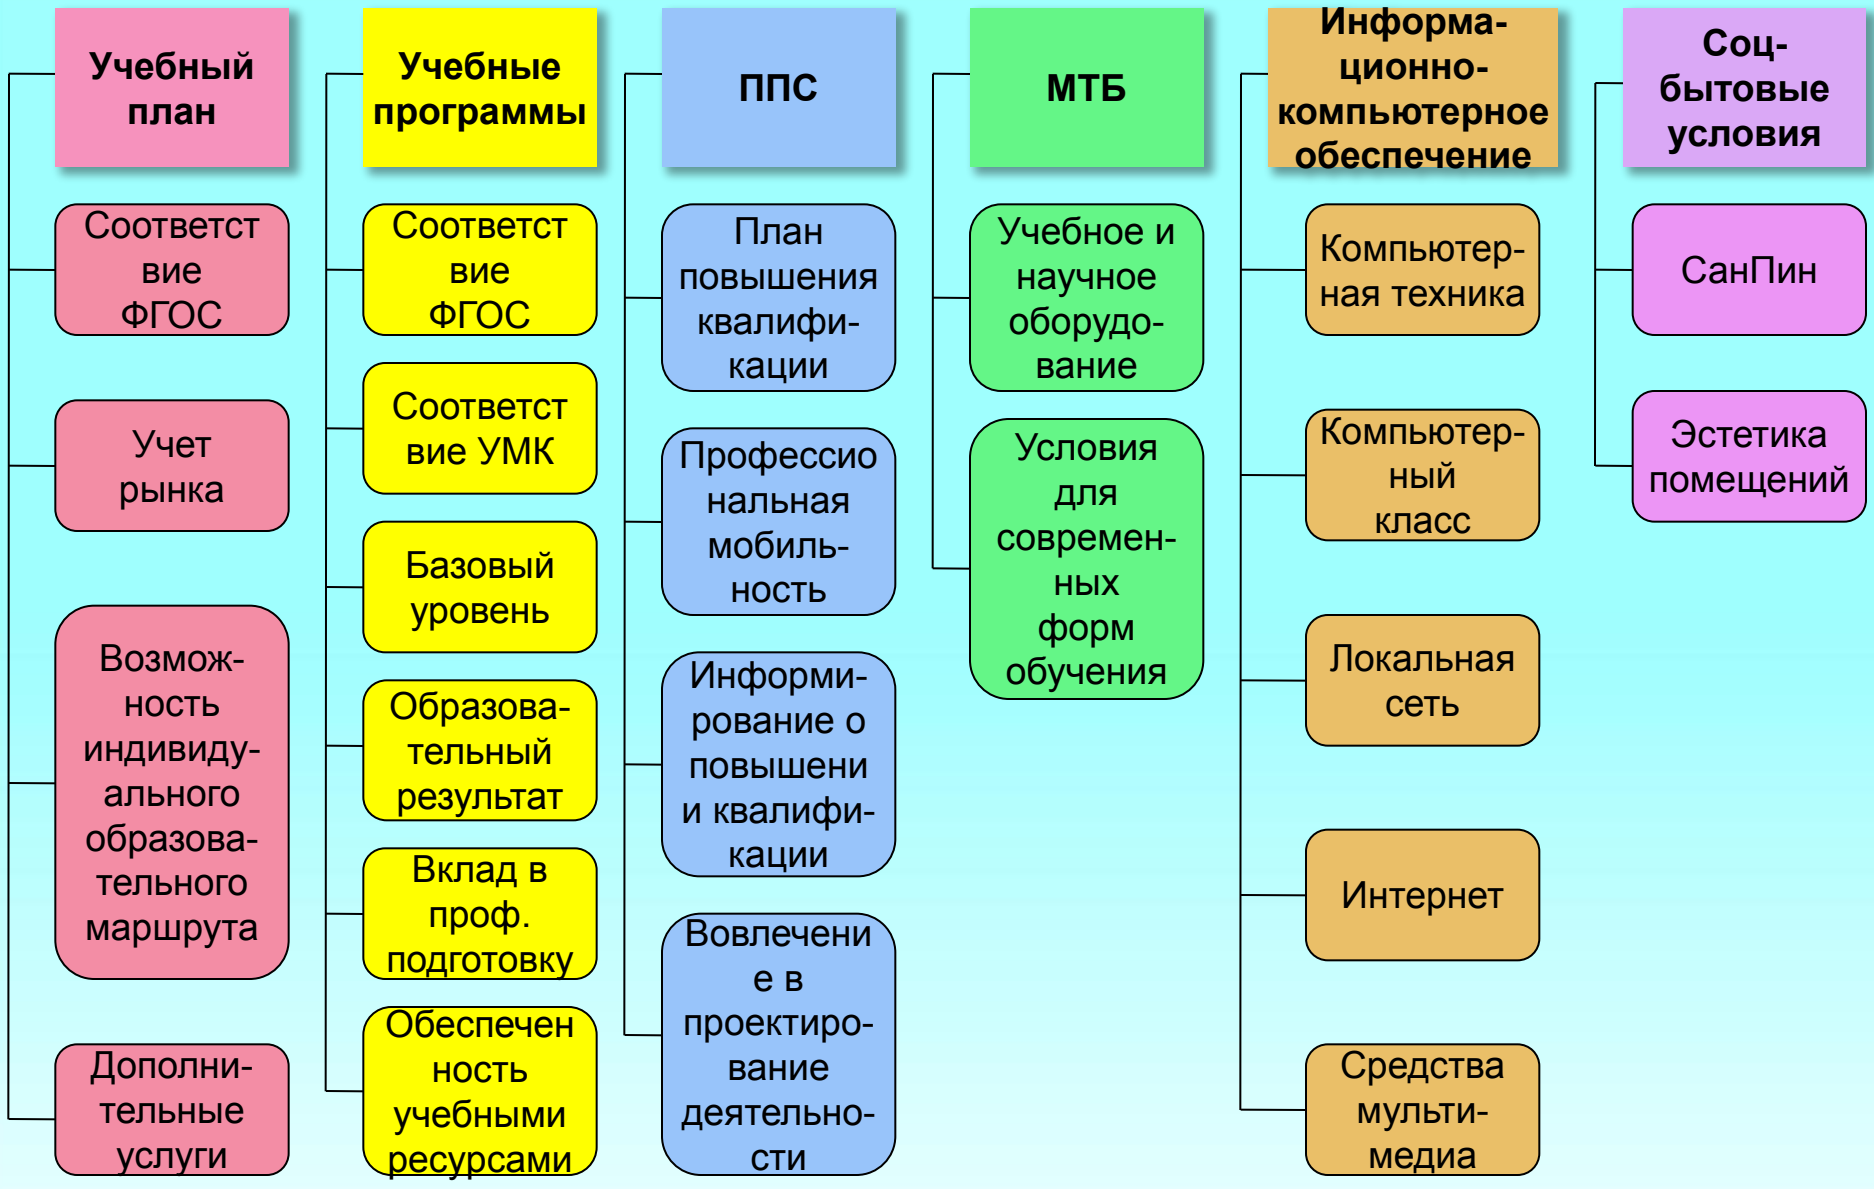 Учебный
план
Соответст
вие
ФГОС
Учет
рынка
Возмож-
ность
индивиду-
ального
образова-
тельного
маршрута
Дополни-
тельные
услуги
Учебные
программы
Соответст
вие
ФГОС
Соответст
вие УМК
Базовый
уровень
Образова-
тельный
результат
Вклад в
проф.
подготовку
Обеспечен
ность
учебными
ресурсами
ППС
План
повышения
квалифи-
кации
Профессио
нальная
мобиль-
ность
Информи-
рование о
повышени
и квалифи-
кации
Вовлечени
е в
проектиро-
вание
деятельно-
сти
МТБ
Учебное и
научное
оборудо-
вание
Условия
для
современ-
ных
форм
обучения
Информа-
ционно-
компьютерное
обеспечение
Компьютер-
ная техника
Компьютер-
ный
класс
Локальная
сеть
Интернет
Средства
мульти-
медиа
Соц-
бытовые
условия
СанПин
Эстетика
помещений